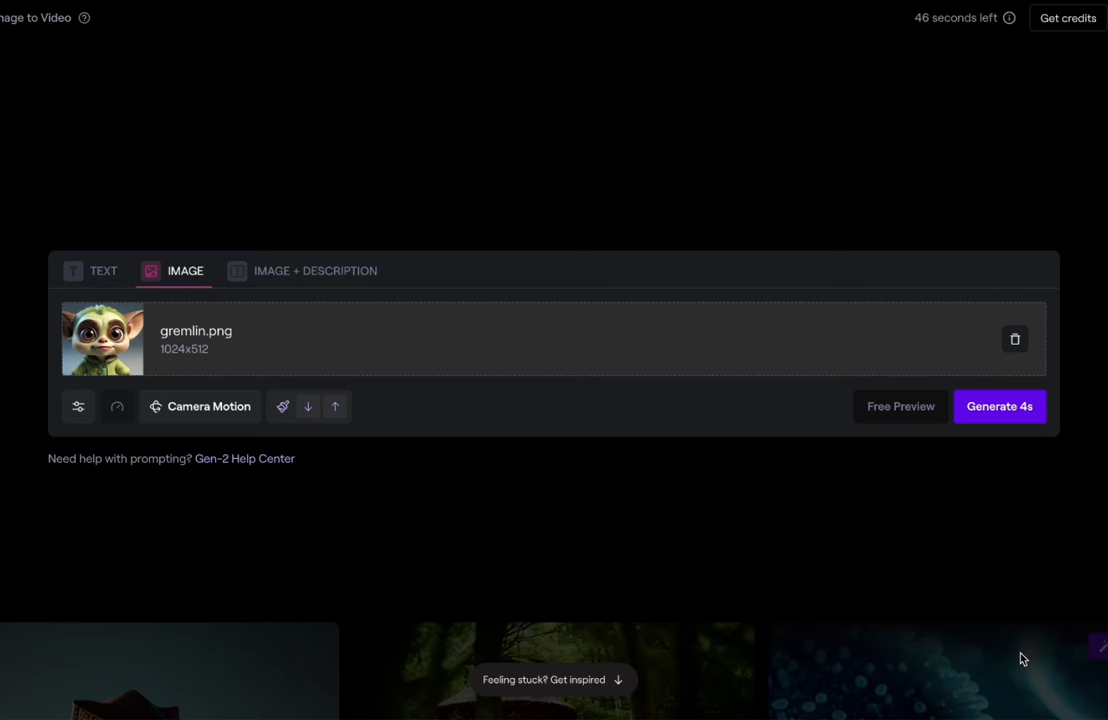 mage to Video
46 seconds left
Get credits
T TEXT
IMAGE
IMAGE + DESCRIPTION
gremlin.png
1024x512
Camera Motion
Free Preview
Generate 4s
Need help with prompting? Gen-2 Help Center
Feeling stuck? Get inspired